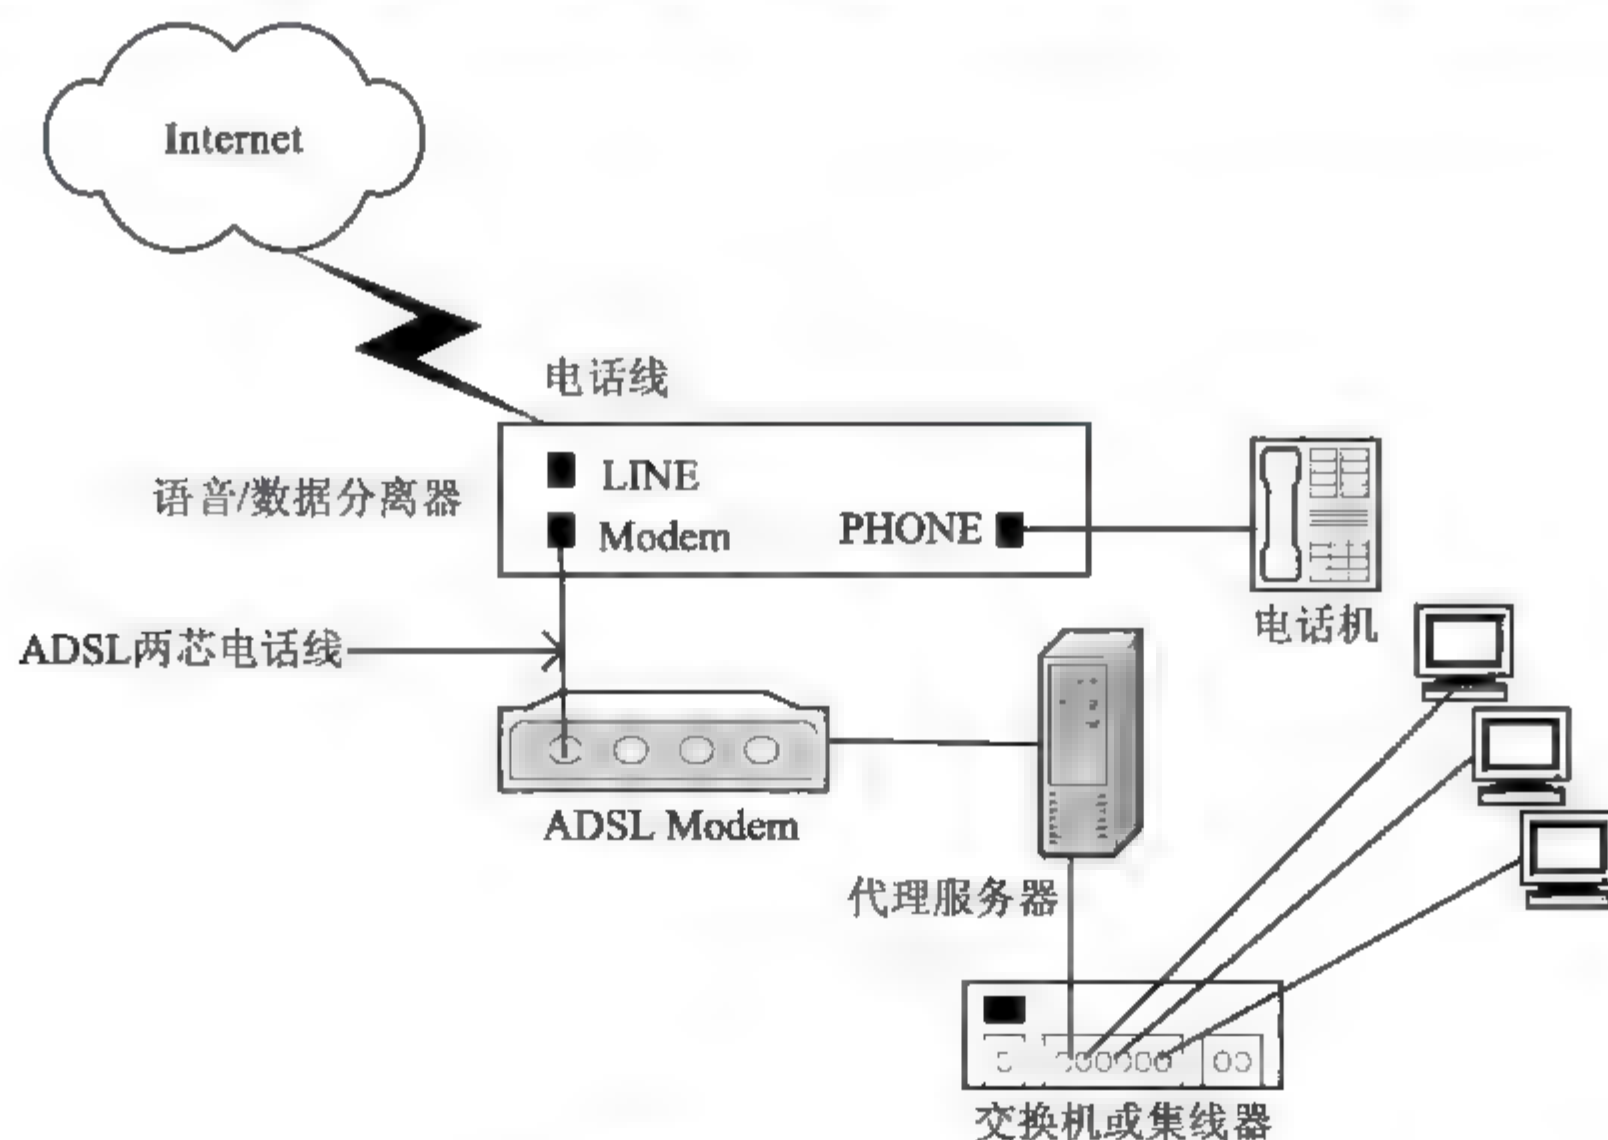 Internet
电话线
语音/数据分离器
LINE
Modem
PHONE
电话机
ADSL两芯电话线
ADSL Modem
代理服务器
交换机或集线器